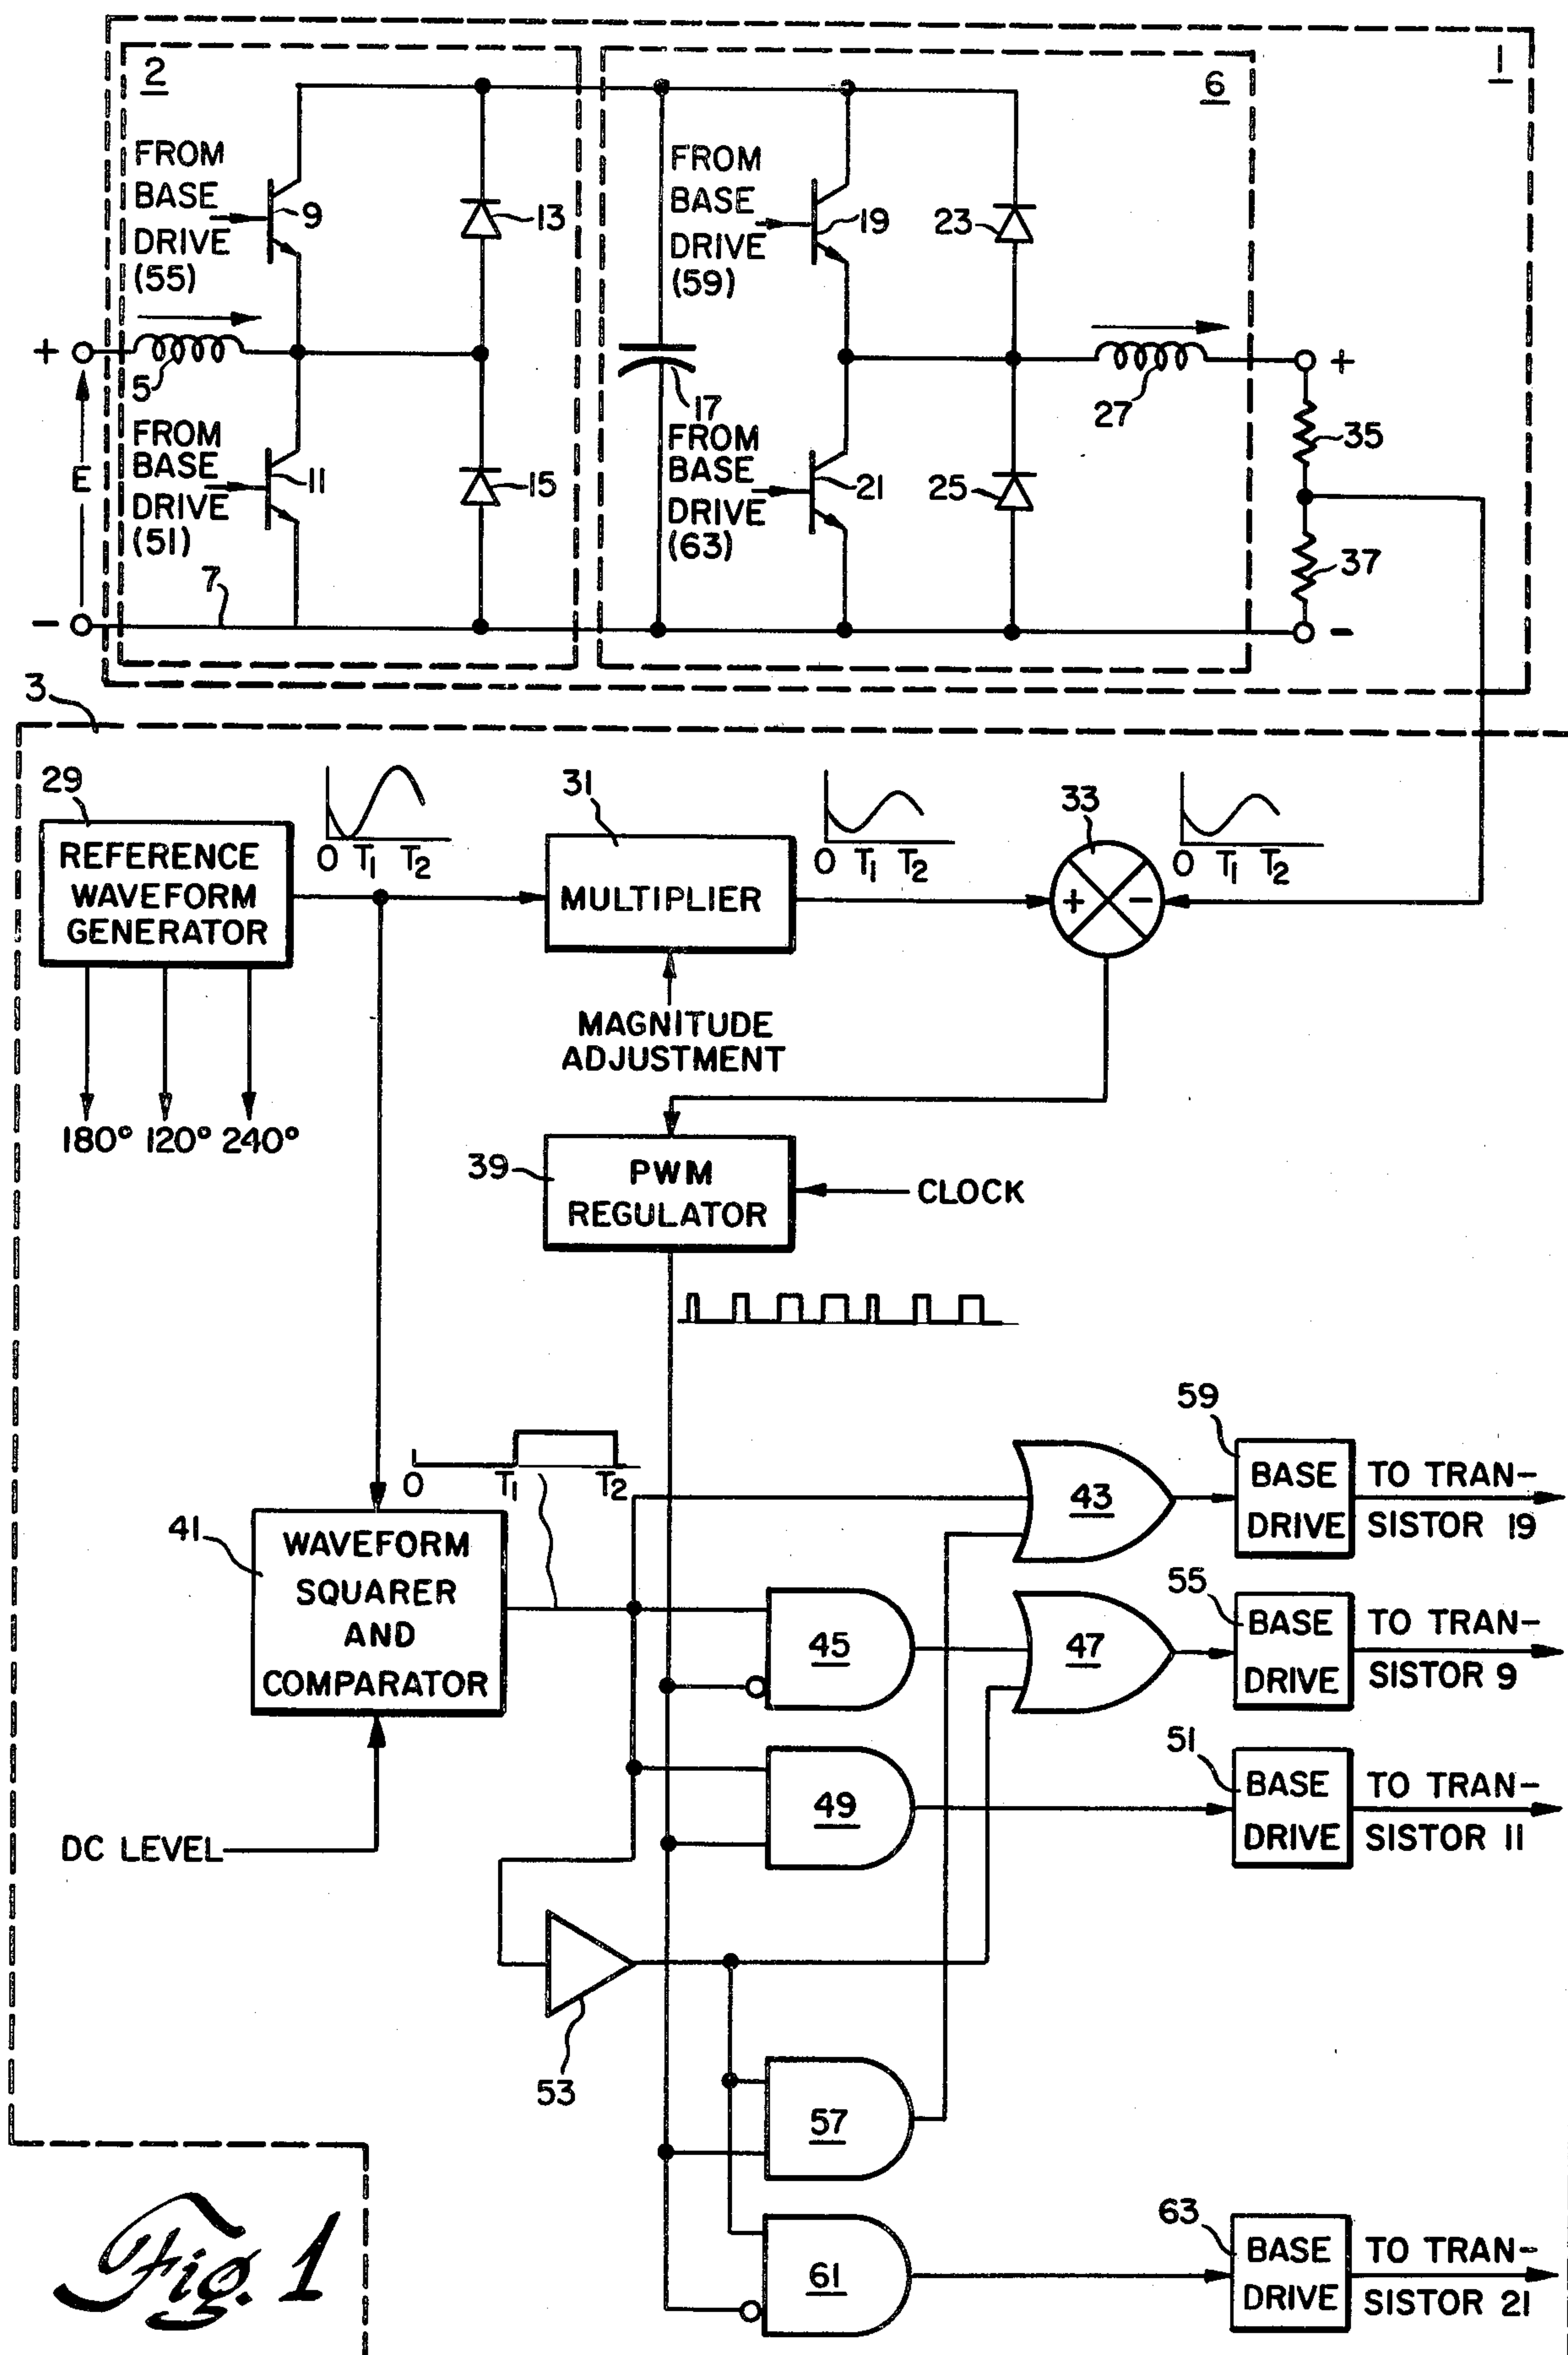 2
6
1
FROM
BASE
DRIVE
(55)
9
13
FROM
BASE
DRIVE
(59)
19
23
+
5
E
FROM
BASE
DRIVE
(51)
11
15
17
FROM
BASE
DRIVE
(63)
21
25
27
+
35
37
−
7
−
3
29
REFERENCE
WAVEFORM
GENERATOR
0 T1 T2
31
MULTIPLIER
0 T1 T2
33
+ −
0 T1 T2
MAGNITUDE
ADJUSTMENT
180° 120° 240°
39
PWM
REGULATOR
CLOCK
0 T1 T2
41
WAVEFORM
SQUARER
AND
COMPARATOR
DC LEVEL
43
59
BASE
DRIVE
TO TRAN-
SISTOR 19
45
47
55
BASE
DRIVE
TO TRAN-
SISTOR 9
49
51
BASE
DRIVE
TO TRAN-
SISTOR 11
53
57
61
63
BASE
DRIVE
TO TRAN-
SISTOR 21
Fig. 1